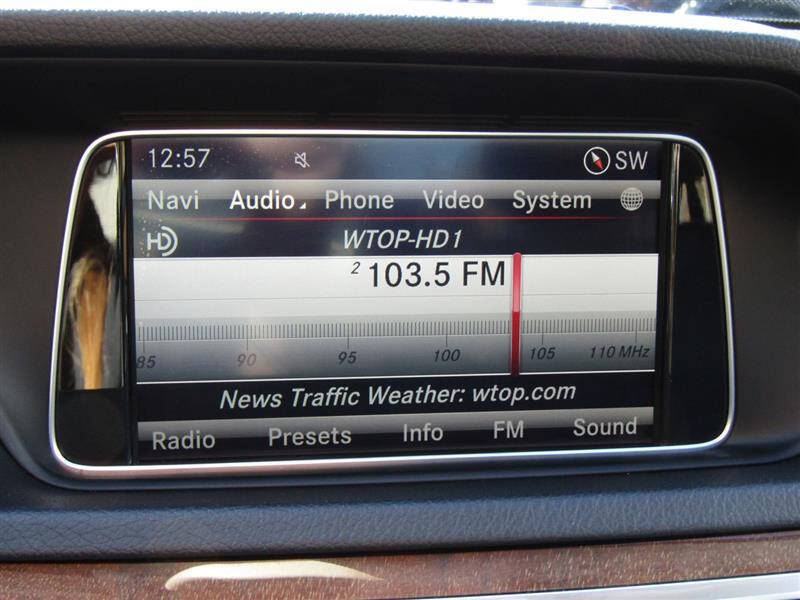 12:57 SW
Navi Audio Phone Video System
HD WTOP-HD1
2 103.5 FM
85 90 95 100 105 110 MHz
News Traffic Weather: wtop.com
Radio Presets Info FM Sound